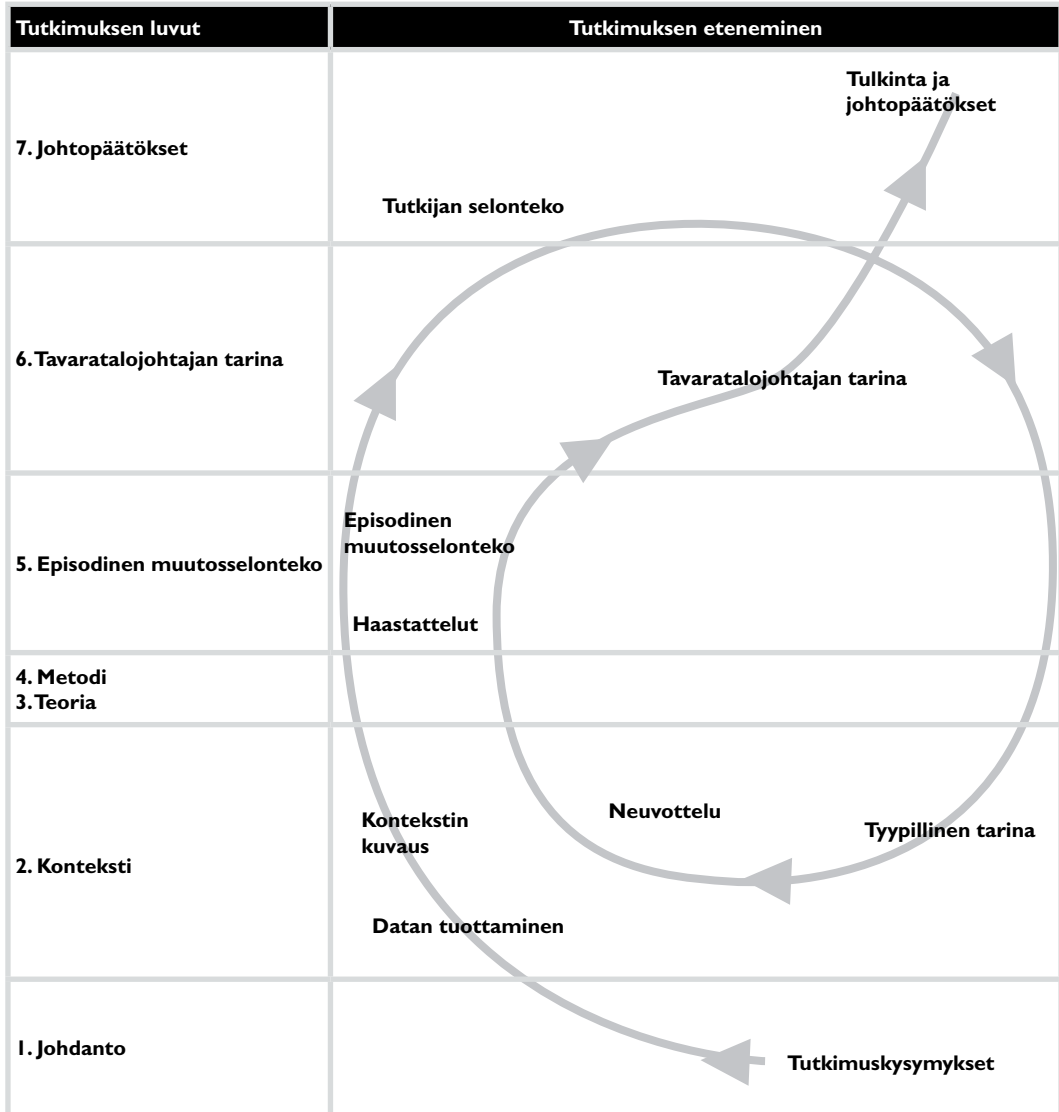 Tutkimuksen luvut
Tutkimuksen eteneminen
Tulkinta ja
johtopäätökset
7. Johtopäätökset
Tutkijan selonteko
6. Tavaratalojohtajan tarina
Tavaratalojohtajan tarina
Episodinen
muutosselonteko
5. Episodinen muutosselonteko
Haastattelut
4. Metodi
3. Teoria
Neuvottelu
Kontekstin
kuvaus
Tyypillinen tarina
2. Konteksti
Datan tuottaminen
1. Johdanto
Tutkimuskysymykset